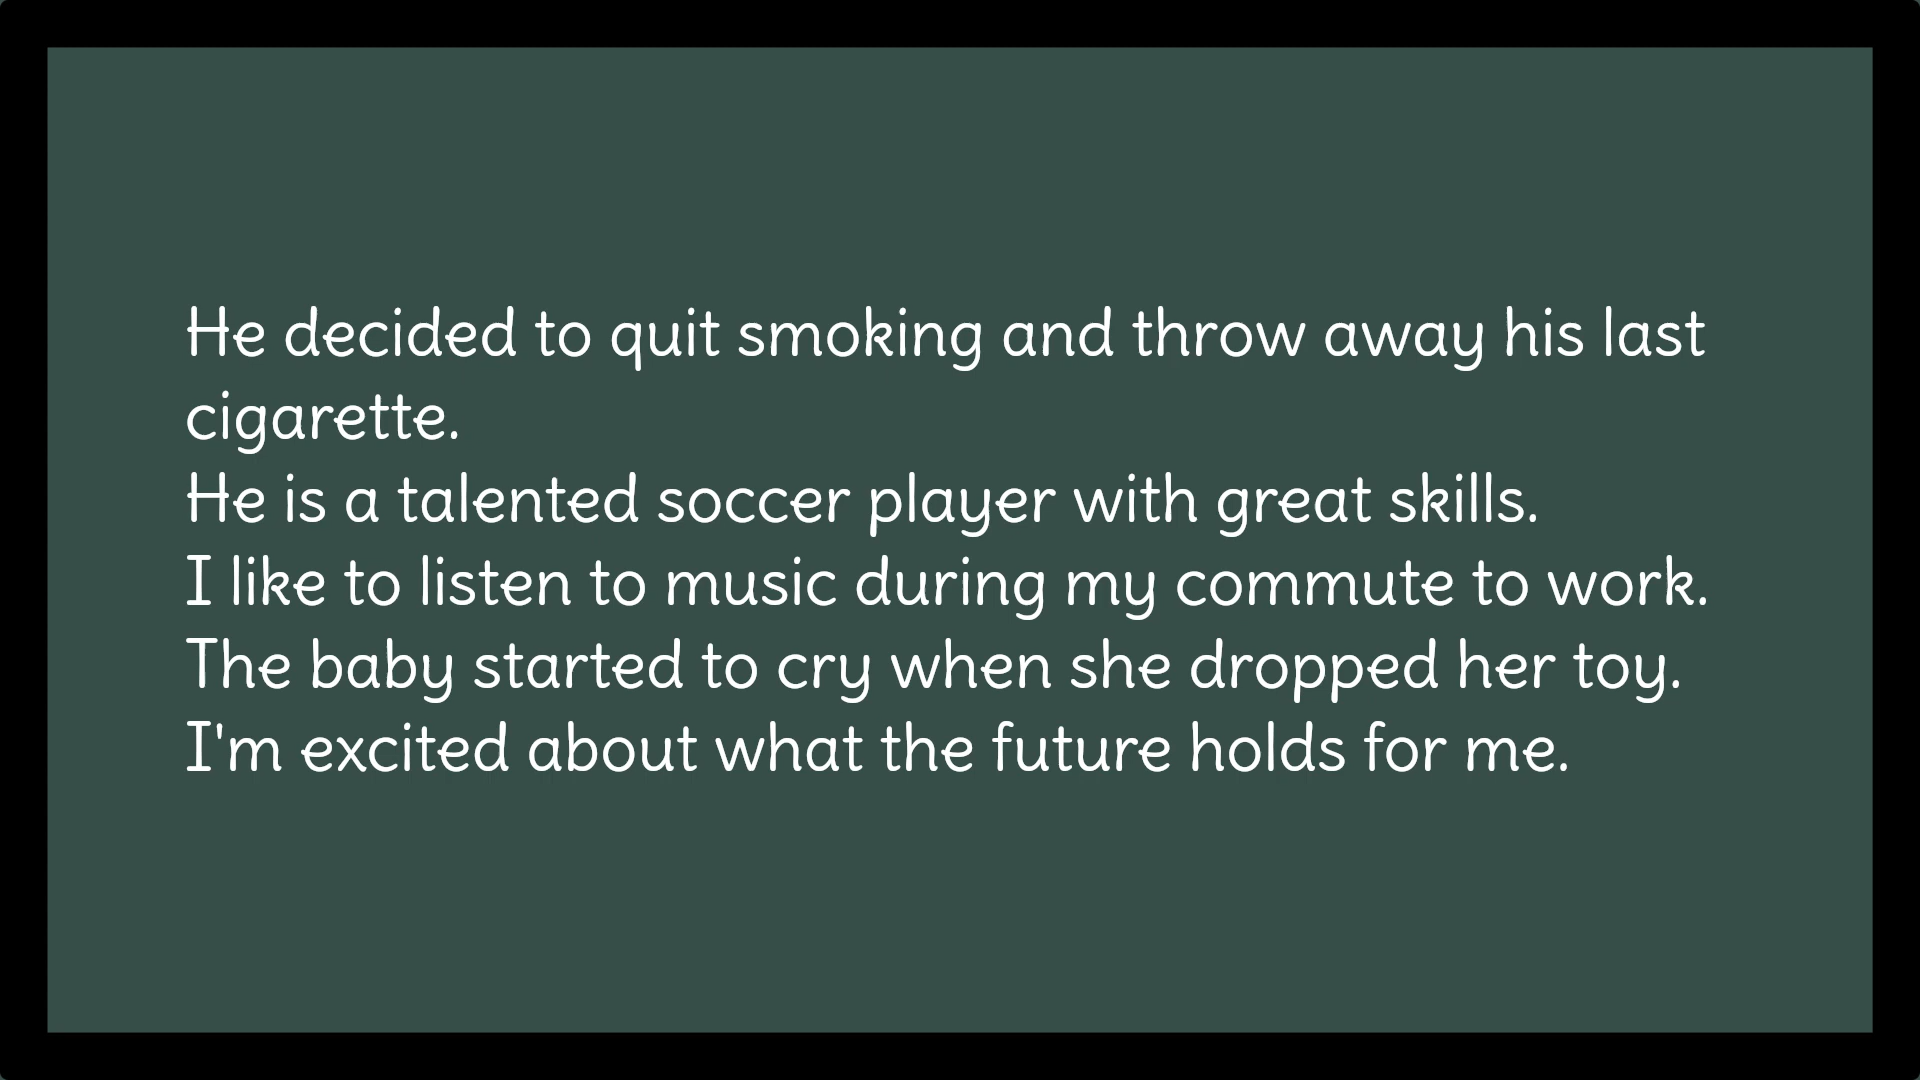 He decided to quit smoking and throw away his last
cigarette.
He is a talented soccer player with great skills.
I like to listen to music during my commute to work.
The baby started to cry when she dropped her toy.
I'm excited about what the future holds for me.